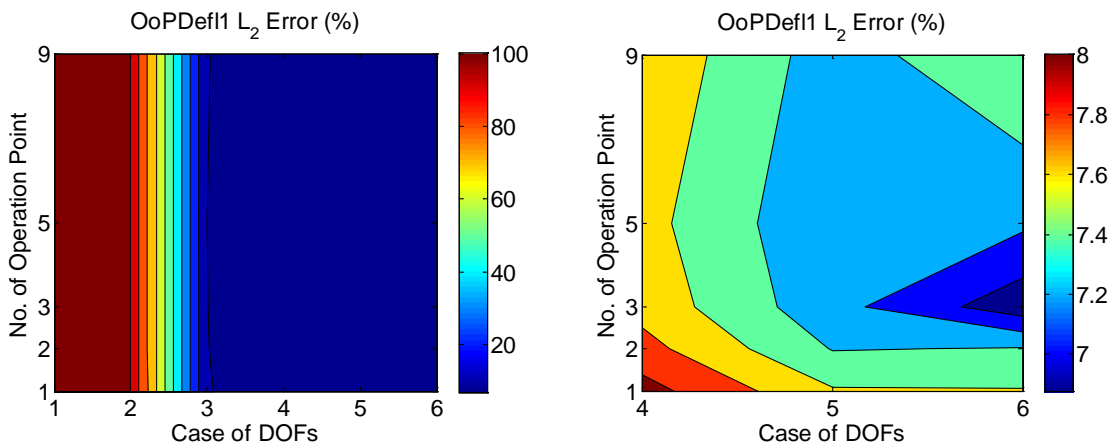 OoPDefl1 L2 Error (%)
No. of Operation Point
9
5
3
2
1
1 2 3 4 5 6
Case of DOFs
100
80
60
40
20
OoPDefl1 L2 Error (%)
No. of Operation Point
9
5
3
2
1
4 5 6
Case of DOFs
8
7.8
7.6
7.4
7.2
7